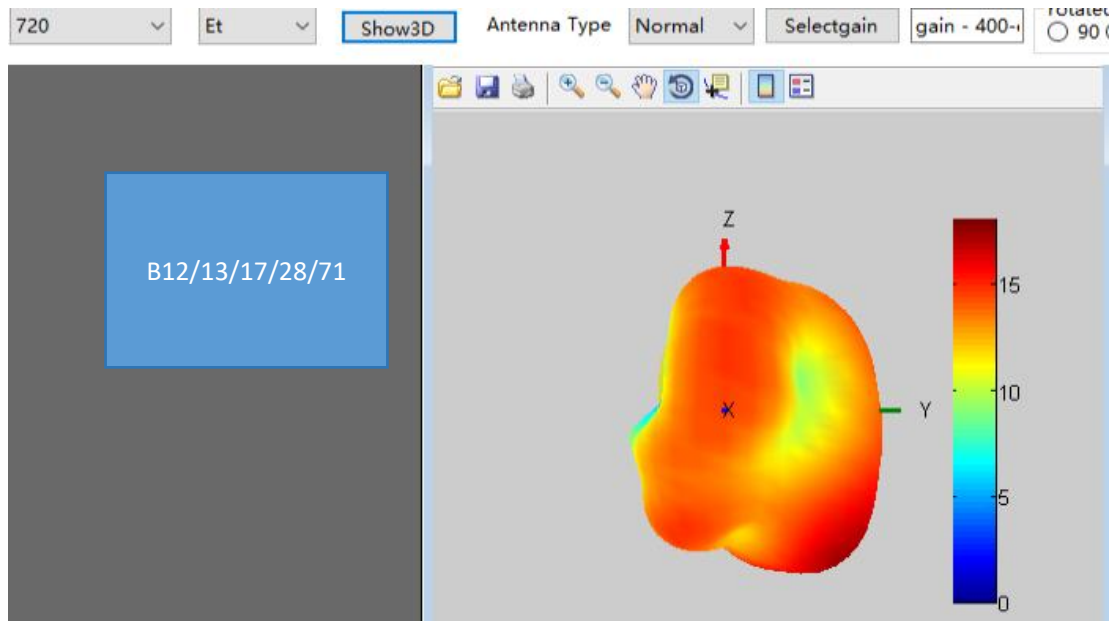 720 Et Show3D Antenna Type Normal Selectgain gain - 400-
rotated
90
B12/13/17/28/71
Z
15
10
X Y
5
0